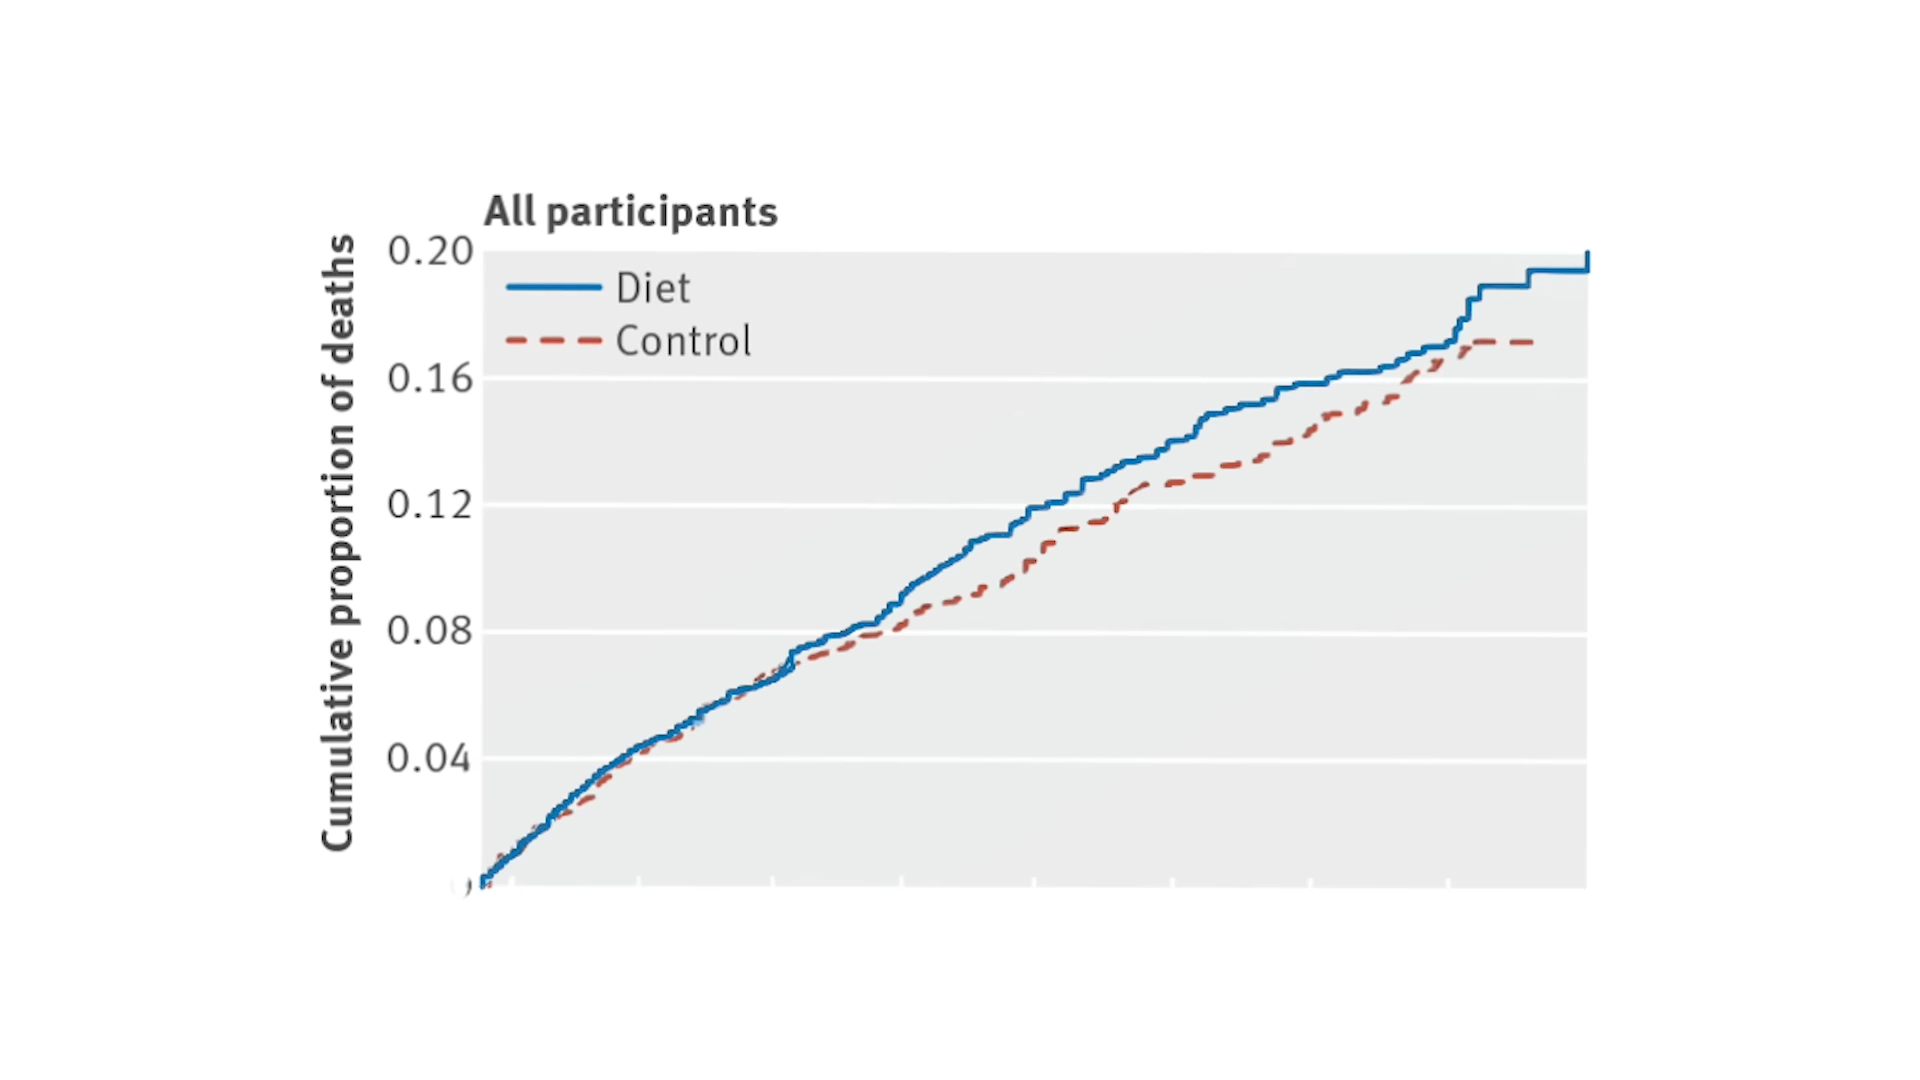 All participants
Cumulative proportion of deaths
0.20
Diet
Control
0.16
0.12
0.08
0.04